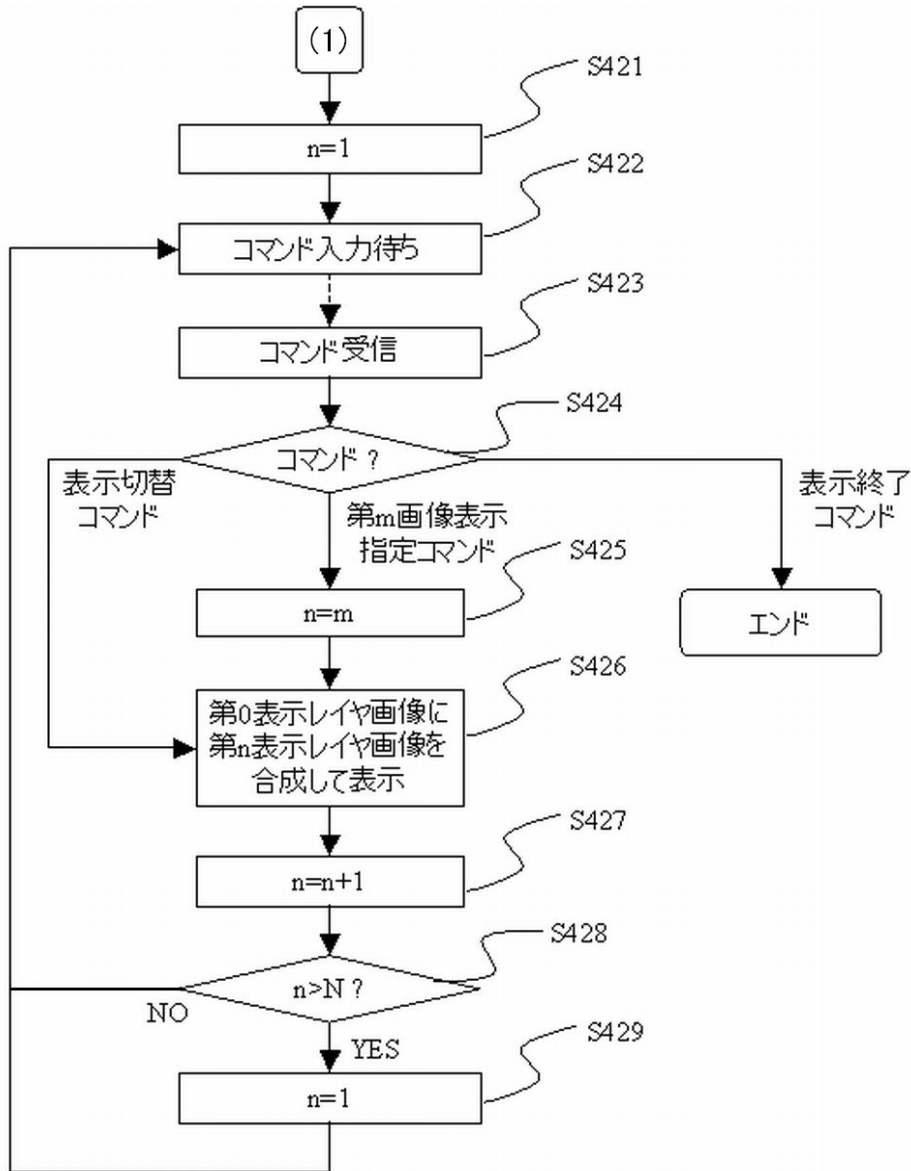 (1)
S421
n=1
S422
コマンド入力待ち
S423
コマンド受信
S424
コマンド?
表示切替
コマンド
第m画像表示
指定コマンド
表示終了
コマンド
S425
n=m
エンド
S426
第0表示レイヤ画像に
第n表示レイヤ画像を
合成して表示
S427
n=n+1
S428
n>N?
NO
YES
S429
n=1